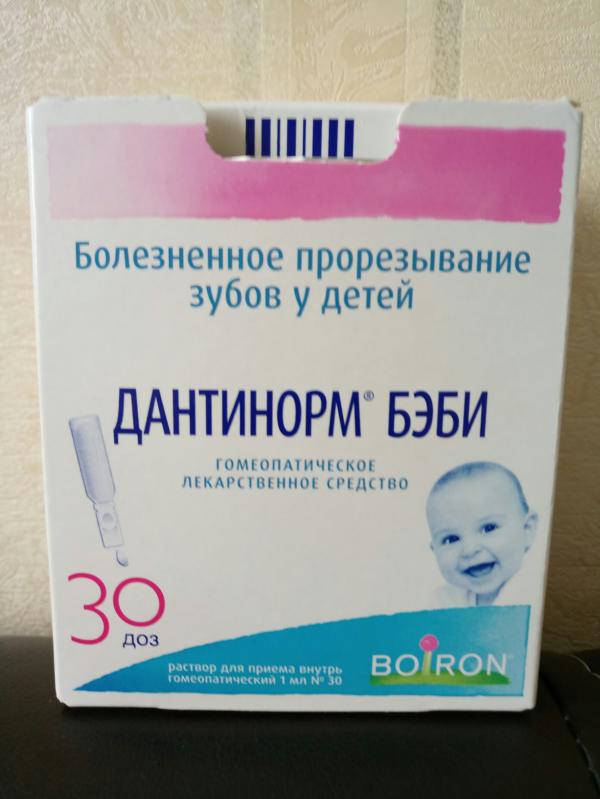 Болезненное прорезывание
зубов у детей
ДАНТИНОРМ® БЭБИ
ГОМЕОПАТИЧЕСКОЕ
ЛЕКАРСТВЕННОЕ СРЕДСТВО
30
ДОЗ
раствор для приема внутрь
гомеопатический 1 мл № 30
BOIRON®